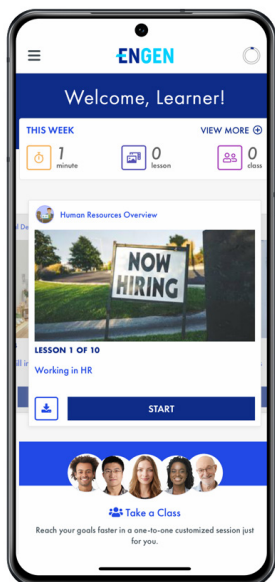 ENGEN
Welcome, Learner!
THIS WEEK
VIEW MORE
1
minute
0
lesson
0
class
Human Resources Overview
NOW
HIRING
LESSON 1 OF 10
Working in HR
START
Take a Class
Reach your goals faster in a one-to-one customized session just
for you.